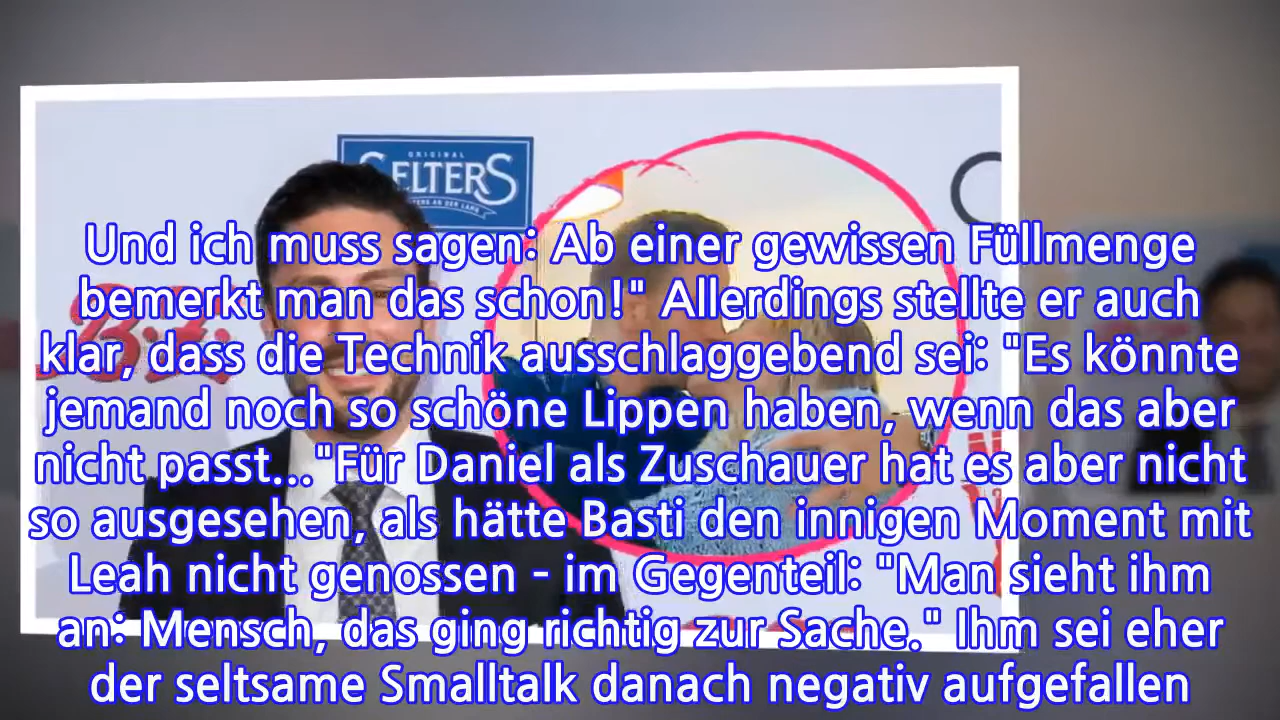 ORIGINAL
SELTERS
Und ich muss sagen: Ab einer gewissen Füllmenge
bemerkt man das schon!" Allerdings stellte er auch
klar, dass die Technik ausschlaggebend sei: "Es könnte
jemand noch so schöne Lippen haben, wenn das aber
nicht passt..."Für Daniel als Zuschauer hat es aber nicht
so ausgesehen, als hätte Basti den innigen Moment mit
Leah nicht genossen - im Gegenteil: "Man sieht ihm
an: Mensch, das ging richtig zur Sache." Ihm sei eher
der seltsame Smalltalk danach negativ aufgefallen